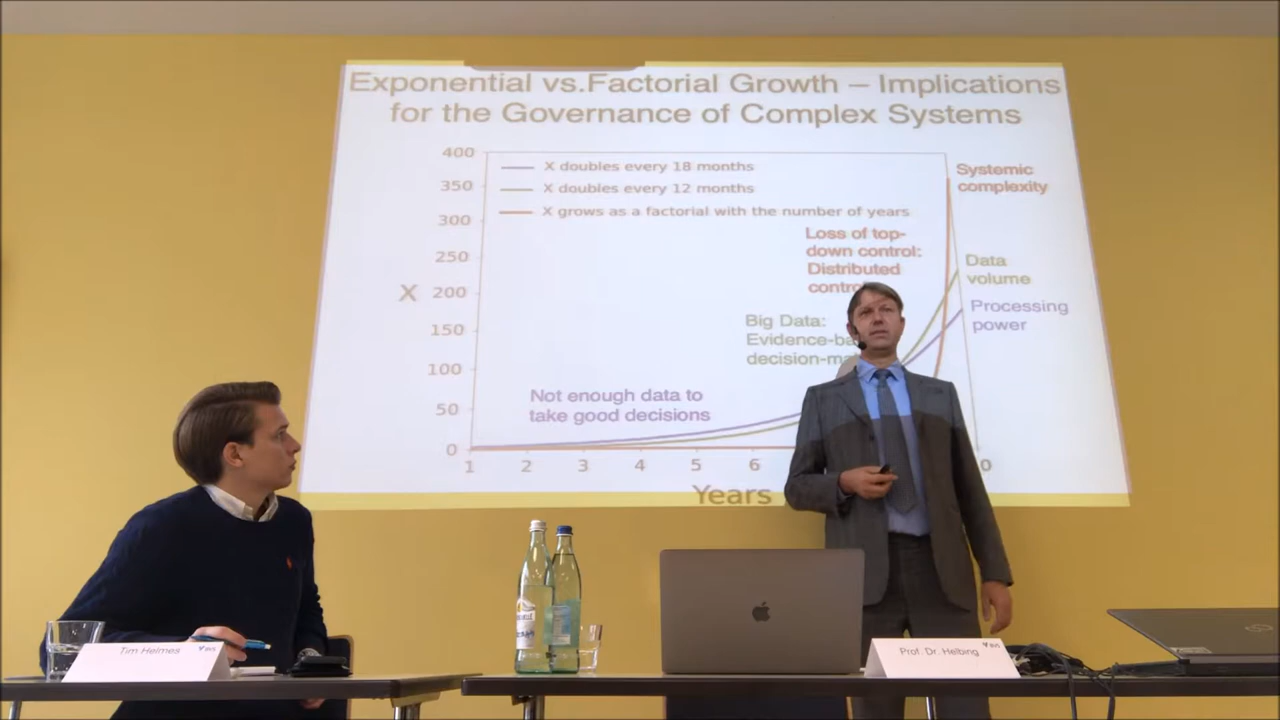 Exponential vs.Factorial Growth – Implications
for the Governance of Complex Systems
400
350
300
250
200
150
100
50
0
X
X doubles every 18 months
X doubles every 12 months
X grows as a factorial with the number of years
Systemic
complexity
Loss of top-
down control:
Distributed
Data
volume
Processing
power
Big Data:
Not enough data to
take good decisions
1 2 3 4 5 6 0
Years
Tim Helmes
Prof. Dr. Helbing